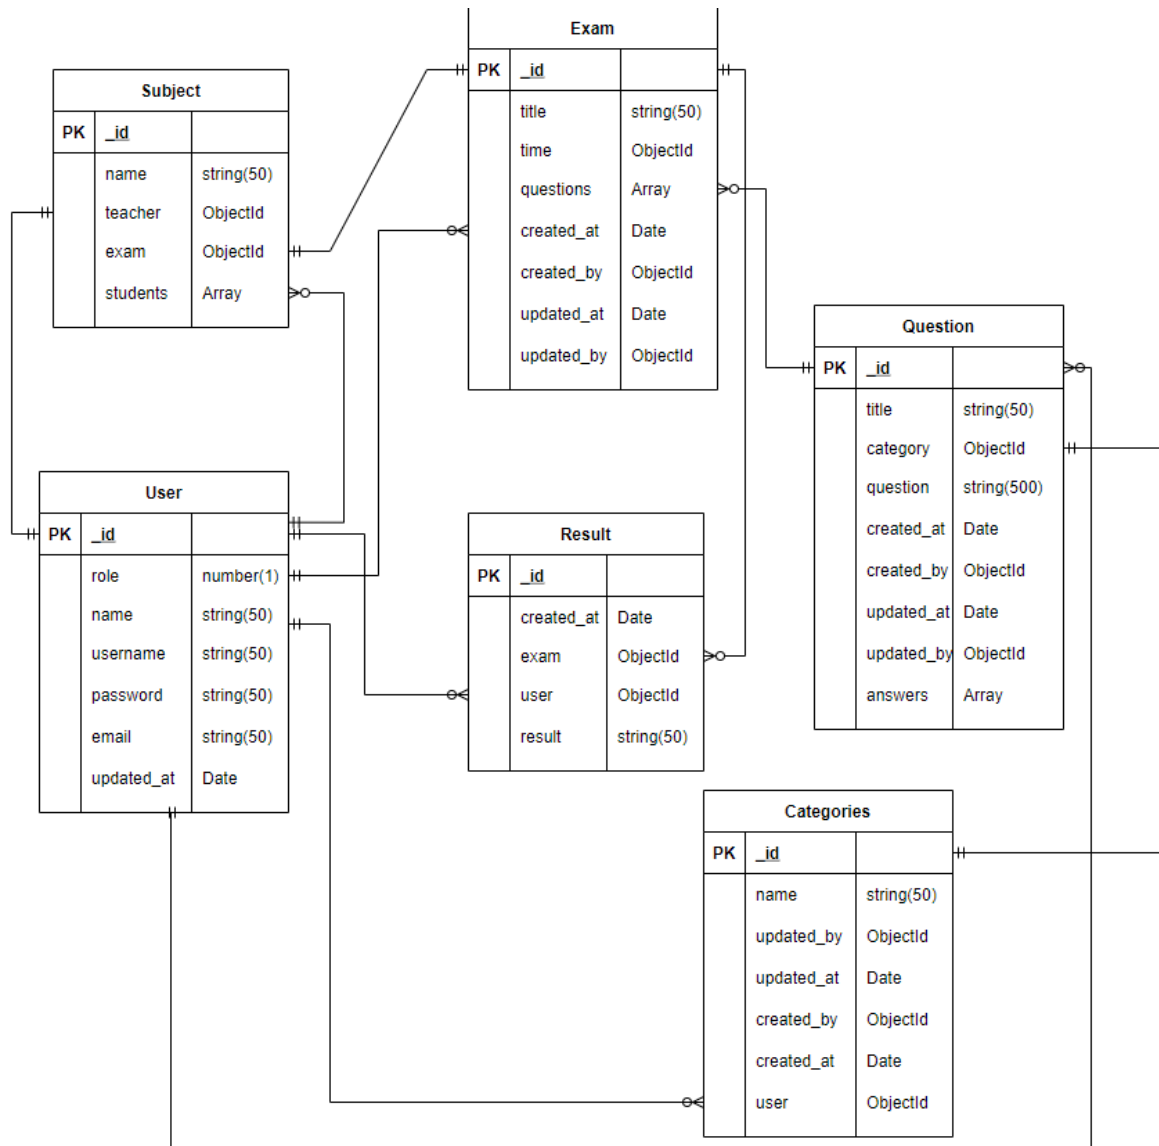 Exam
PK _id
title string(50)
time ObjectId
questions Array
created_at Date
created_by ObjectId
updated_at Date
updated_by ObjectId
Subject
PK _id
name string(50)
teacher ObjectId
exam ObjectId
students Array
Question
PK _id
title string(50)
category ObjectId
question string(500)
created_at Date
created_by ObjectId
updated_at Date
updated_by ObjectId
answers Array
User
PK _id
role number(1)
name string(50)
username string(50)
password string(50)
email string(50)
updated_at Date
Result
PK _id
created_at Date
exam ObjectId
user ObjectId
result string(50)
Categories
PK _id
name string(50)
updated_by ObjectId
updated_at Date
created_by ObjectId
created_at Date
user ObjectId